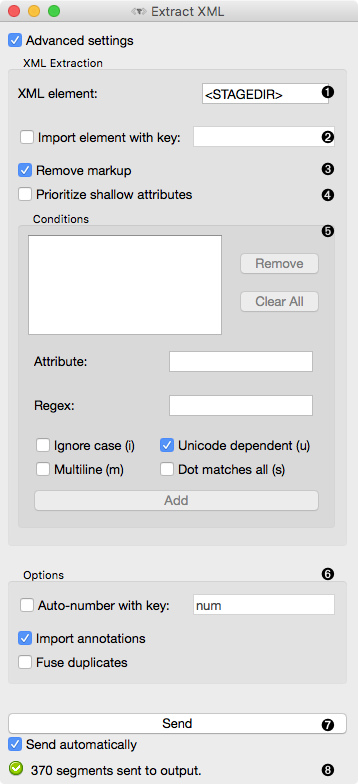 Extract XML
Advanced settings
XML Extraction
XML element: <STAGEDIR> ❶
Import element with key: ❷
Remove markup ❸
Prioritize shallow attributes ❹
Conditions ❺
Remove
Clear All
Attribute:
Regex:
Ignore case (i) Unicode dependent (u)
Multiline (m) Dot matches all (s)
Add
Options ❻
Auto-number with key: num
Import annotations
Fuse duplicates
Send ❼
Send automatically
370 segments sent to output. ❽